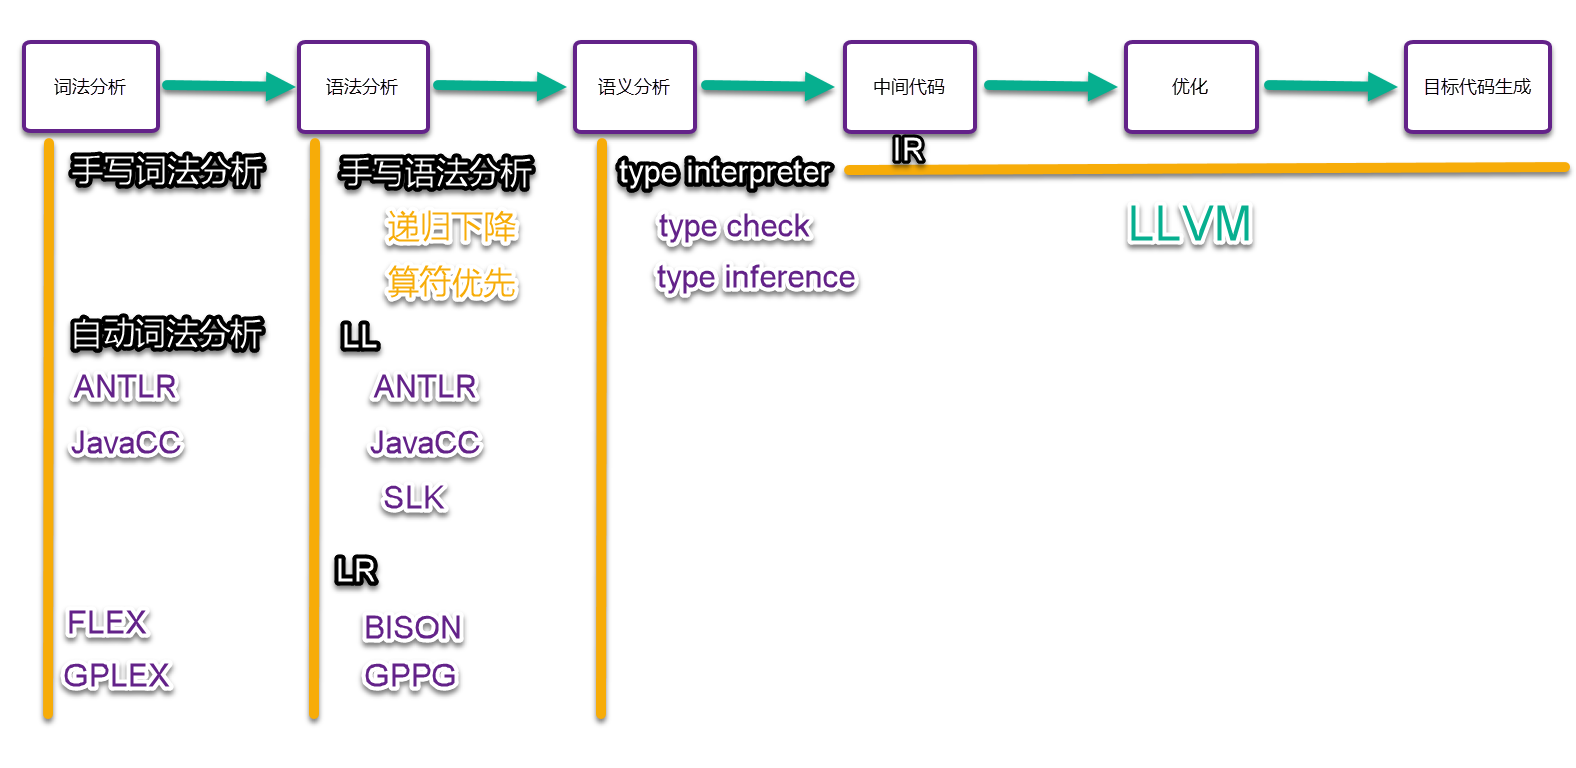 词法分析
语法分析
语义分析
中间代码
优化
目标代码生成
手写词法分析
自动词法分析
ANTLR
JavaCC
FLEX
GPLEX
手写语法分析
递归下降
算符优先
LL
ANTLR
JavaCC
SLK
LR
BISON
GPPG
type interpreter
type check
type inference
IR
LLVM